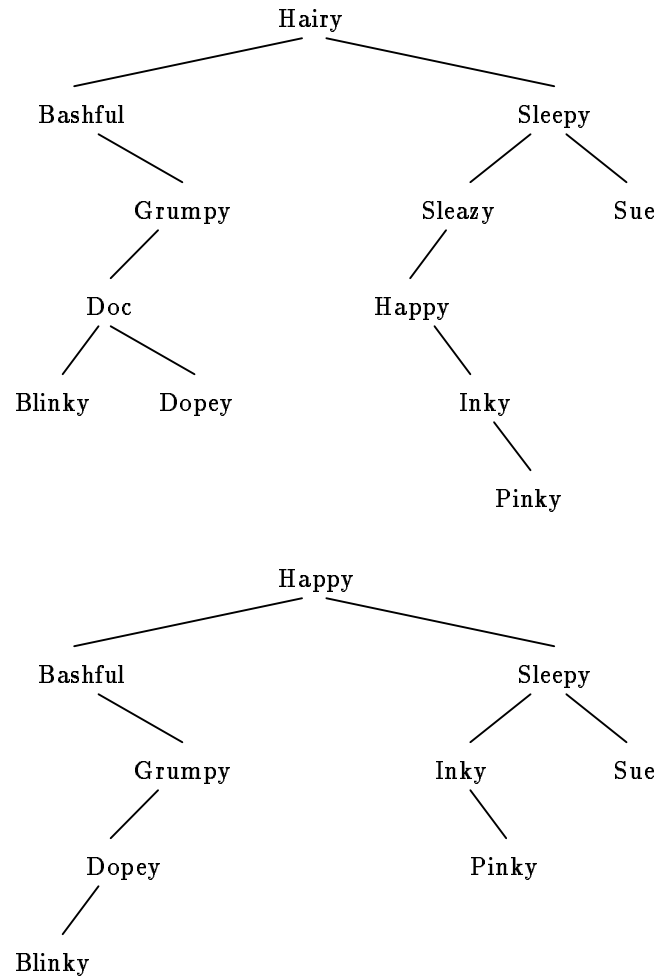 Hairy
Bashful Sleepy
Grumpy Sleazy Sue
Doc Happy
Blinky Dopey Inky
Pinky
Happy
Bashful Sleepy
Grumpy Inky Sue
Dopey Pinky
Blinky